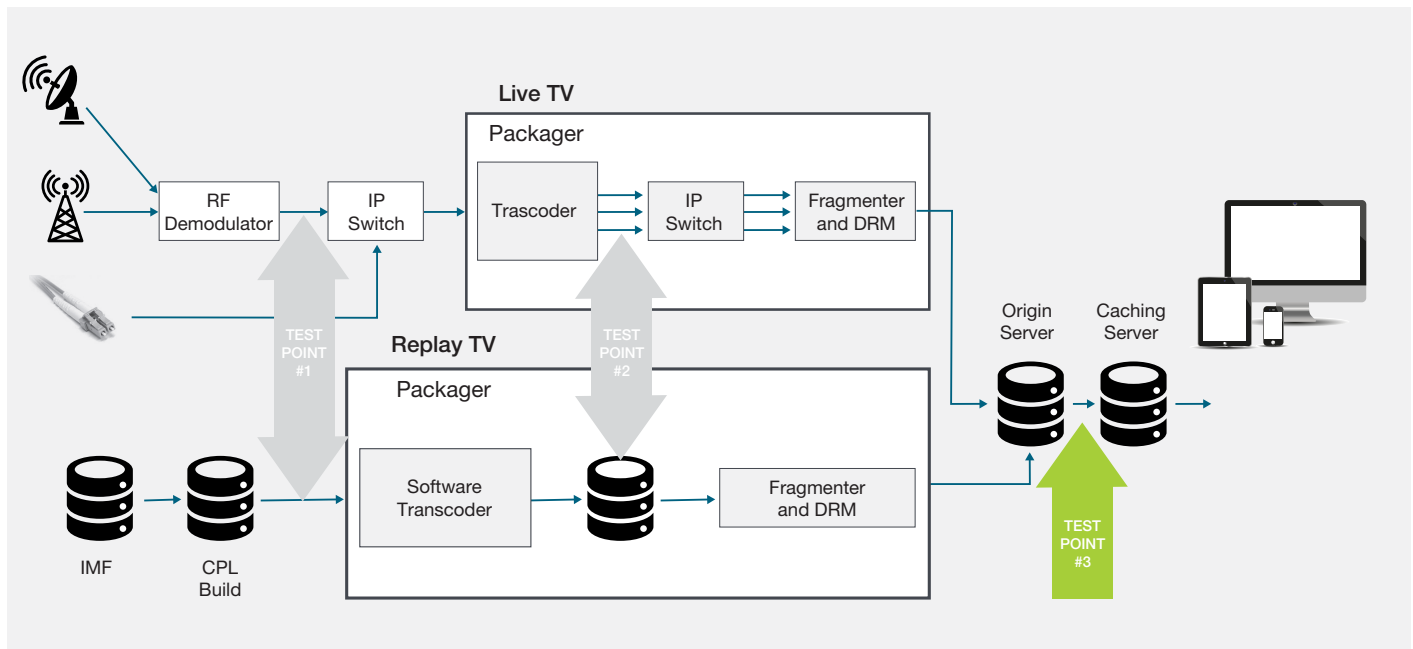 Live TV
Packager
RF
Demodulator
IP
Switch
Trascoder
IP
Switch
Fragmenter
and DRM
TEST
POINT
#1
TEST
POINT
#2
Origin
Server
Caching
Server
Replay TV
Packager
Software
Transcoder
Fragmenter
and DRM
IMF
CPL
Build
TEST
POINT
#3